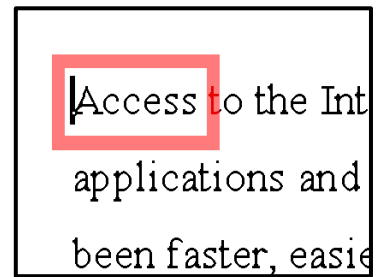 Access to the Int
applications and
been faster, easie